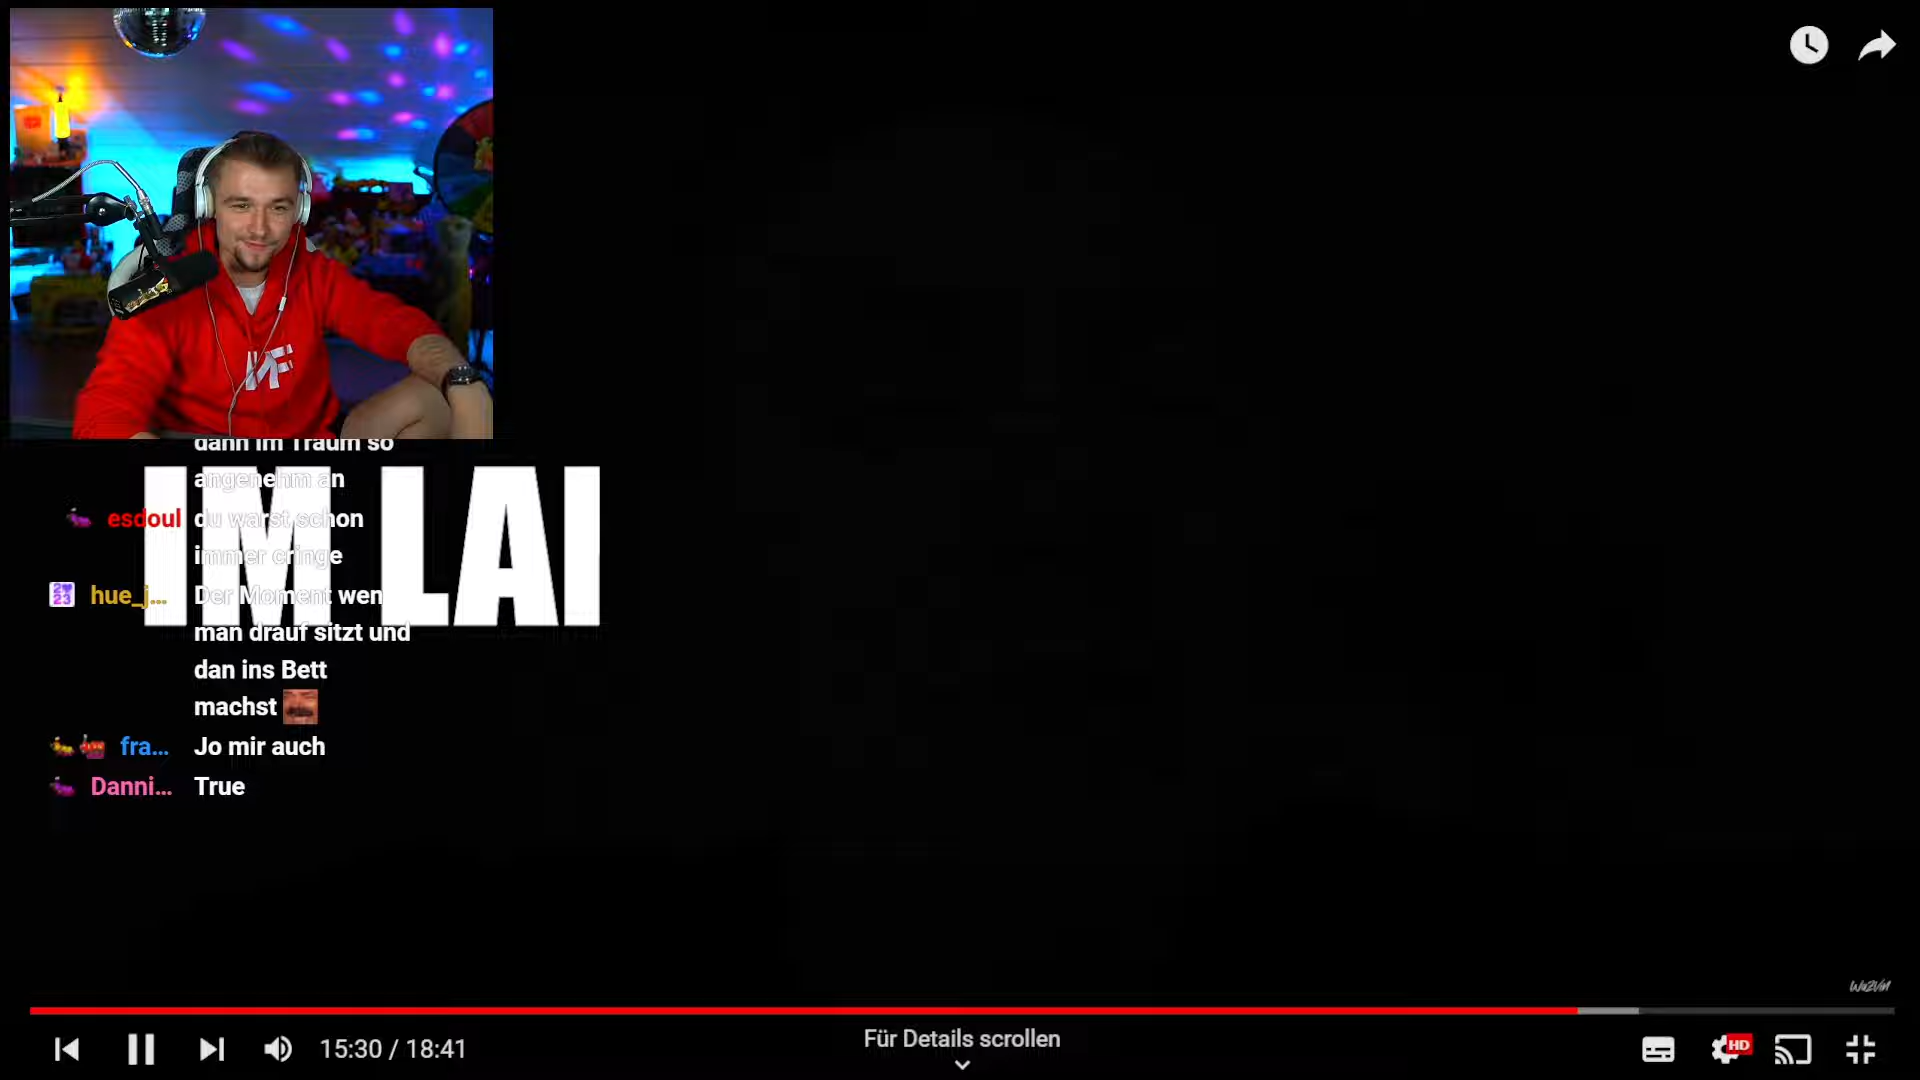 dann im Traum so
angenehm an
IM LAI
esdoul du warst schon
immer cringe
hue_j... Der Moment wen
man drauf sitzt und
dan ins Bett
machst
fra... Jo mir auch
Danni... True
WaZVin
15:30 / 18:41
Für Details scrollen
HD
NF